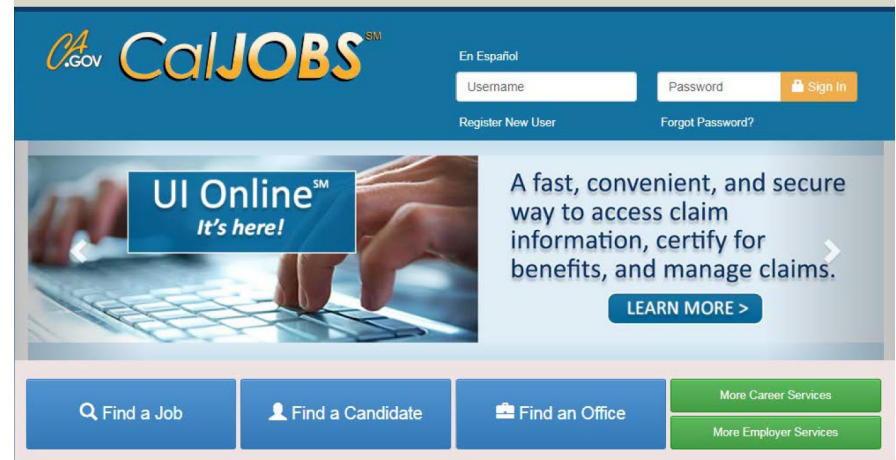 CA.GOV CalJOBS SM
En Español
Username
Password
Sign In
Register New User
Forgot Password?
UI Online SM
It's here!
A fast, convenient, and secure
way to access claim
information, certify for
benefits, and manage claims.
LEARN MORE >
Find a Job
Find a Candidate
Find an Office
More Career Services
More Employer Services